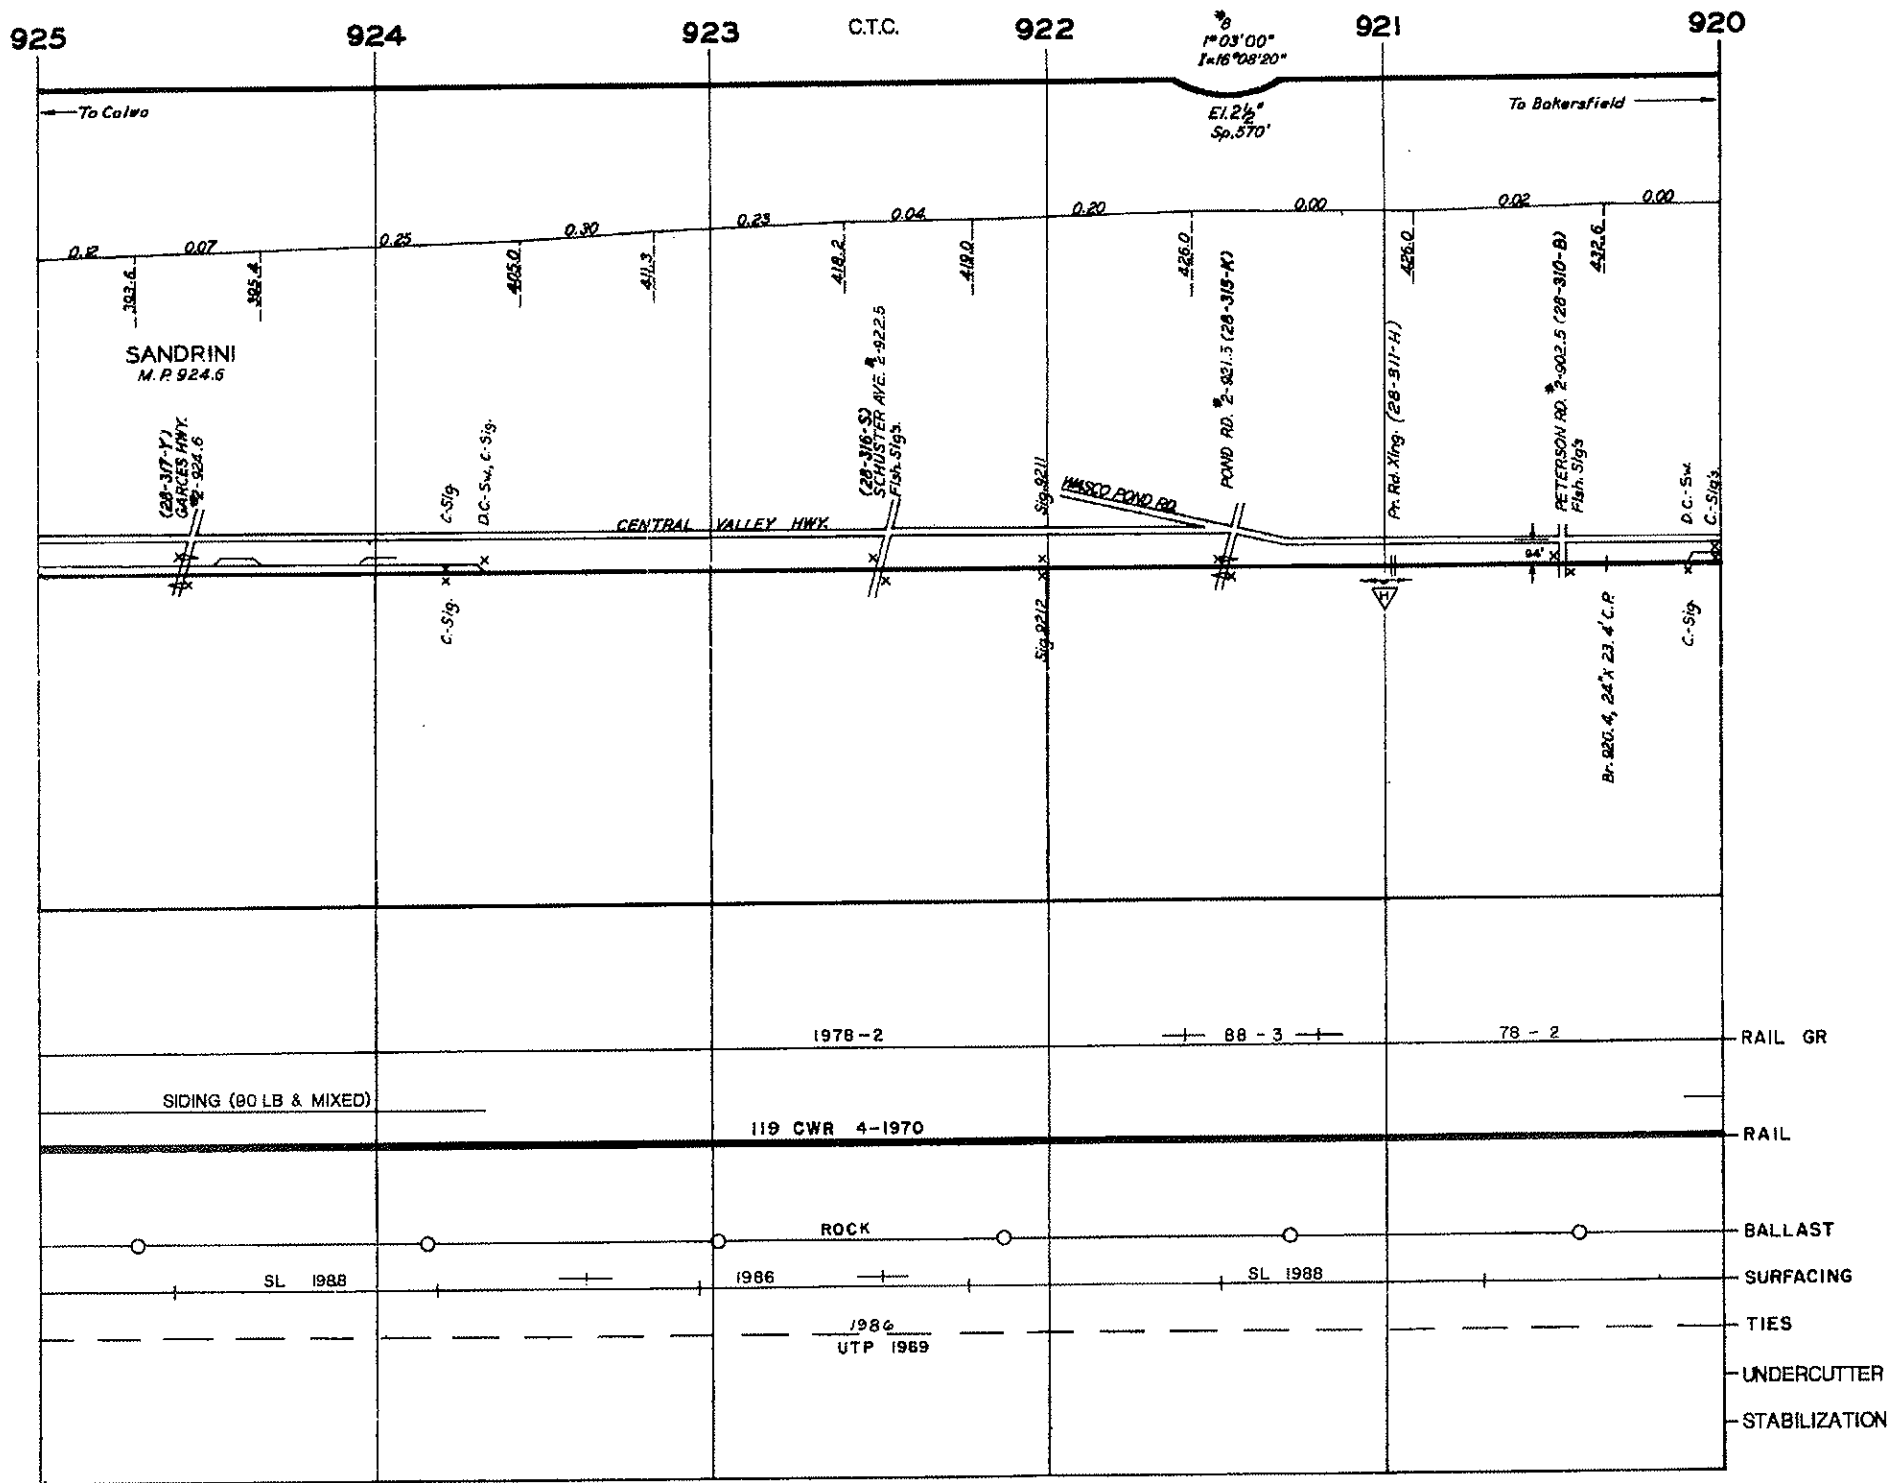 925 924 923 C.T.C. 922 921 920
#8
1°03'00"
I=16°08'20"
To Calwa
To Bakersfield
El.2½"
Sp.570'
0.12 0.07 0.25 0.30 0.23 0.04 0.20 0.00 0.02 0.00
393.6 395.4 405.0 411.3 418.2 419.0 426.0 426.0 432.6
SANDRINI
M.P. 924.6
(28-317-Y)
GARCES HWY.
#2-924.6
C-Sig.
D.C.-Sw., C-Sig.
(28-316-S)
SCHUSTER AVE. #2-922.5
Flsh. Sig's.
Sig. 9211
WASCO POND RD.
POND RD. #2-921.5 (28-315-K)
Pr. Rd. Xing. (28-311-H)
PETERSON RD. #2-902.5 (28-310-B)
Flsh. Sig's
D.C.-Sw.
C.-Sig's.
CENTRAL VALLEY HWY.
94'
H
C.-Sig.
Sig. 9212
Br. 920.4, 24"X 23.4' C.P.
C.-Sig.
1978-2 88-3 78-2 RAIL GR
SIDING (90 LB & MIXED)
119 CWR 4-1970 RAIL
ROCK BALLAST
SL 1988 1986 SL 1988 SURFACING
1986 TIES
UTP 1989
UNDERCUTTER
STABILIZATION